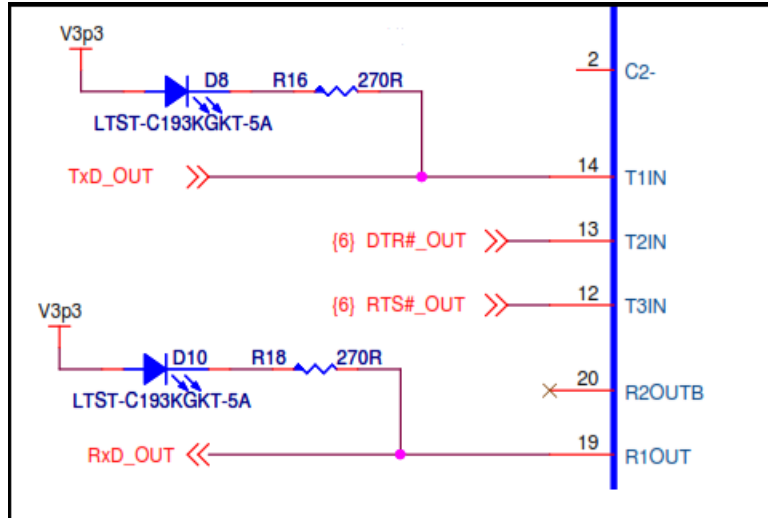 V3p3
D8 R16 270R
LTST-C193KGKT-5A
2 C2-
TxD_OUT 14 T1IN
{6} DTR#_OUT 13 T2IN
{6} RTS#_OUT 12 T3IN
V3p3
D10 R18 270R
LTST-C193KGKT-5A
20 R2OUTB
RxD_OUT 19 R1OUT